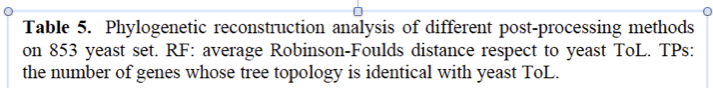 Table 5. Phylogenetic reconstruction analysis of different post-processing methods
on 853 yeast set. RF: average Robinson-Foulds distance respect to yeast ToL. TPs:
the number of genes whose tree topology is identical with yeast ToL.